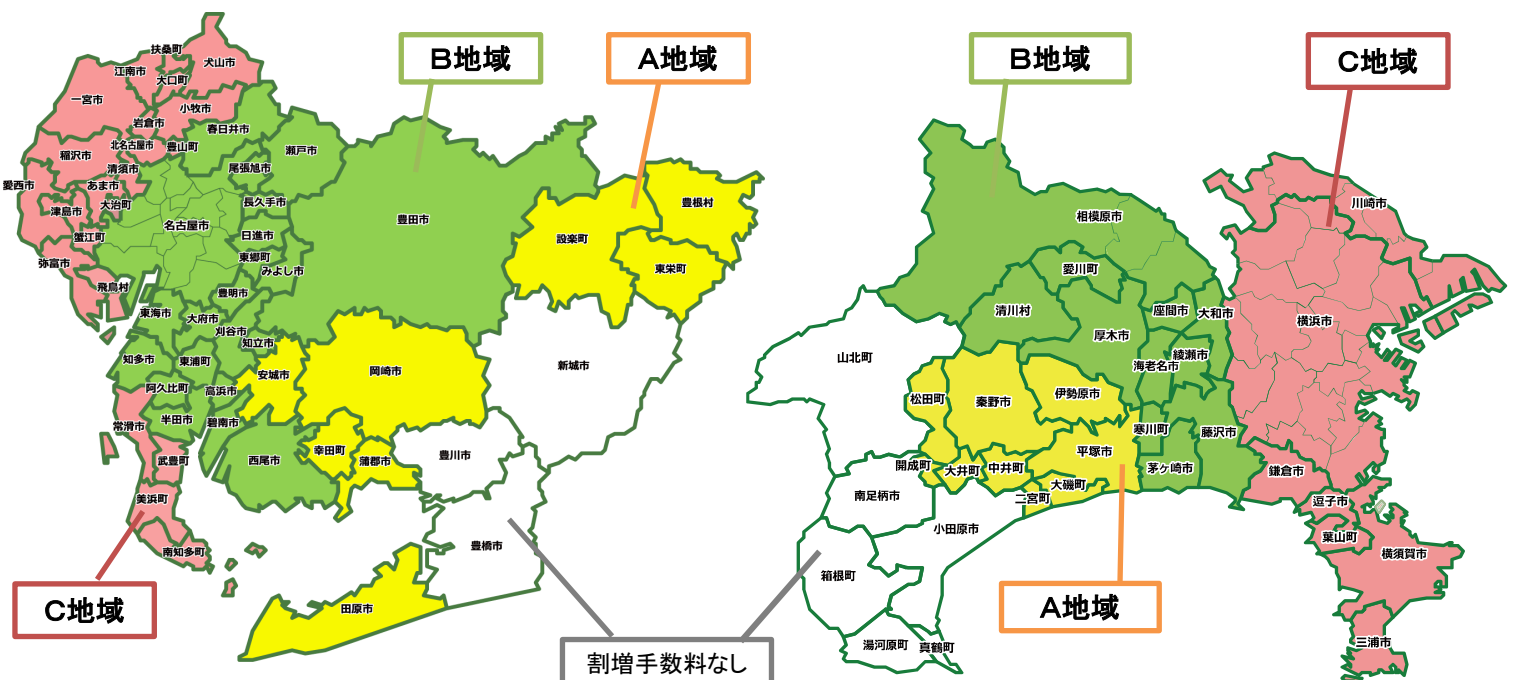 B地域
A地域
扶桑町
犬山市
江南市
大口町
一宮市
小牧市
岩倉市
春日井市
北名古屋市
豊山町
瀬戸市
稲沢市
清須市
尾張旭市
愛西市
あま市
津島市
大治町
長久手市
名古屋市
豊田市
豊根村
蟹江町
日進市
設楽町
弥富市
東郷町
みよし市
東栄町
飛島村
豊明市
東海市
大府市
刈谷市
知立市
知多市
東浦町
安城市
岡崎市
新城市
阿久比町
高浜市
常滑市
半田市
碧南市
武豊町
西尾市
幸田町
蒲郡市
豊川市
美浜町
南知多町
豊橋市
田原市
C地域
割増手数料なし
B地域
C地域
川崎市
相模原市
愛川町
清川村
座間市
大和市
厚木市
横浜市
山北町
綾瀬市
海老名市
松田町
秦野市
伊勢原市
寒川町
藤沢市
平塚市
開成町
大井町
中井町
茅ヶ崎市
鎌倉市
大磯町
南足柄市
二宮町
逗子市
小田原市
葉山町
横須賀市
箱根町
A地域
湯河原町
真鶴町
三浦市